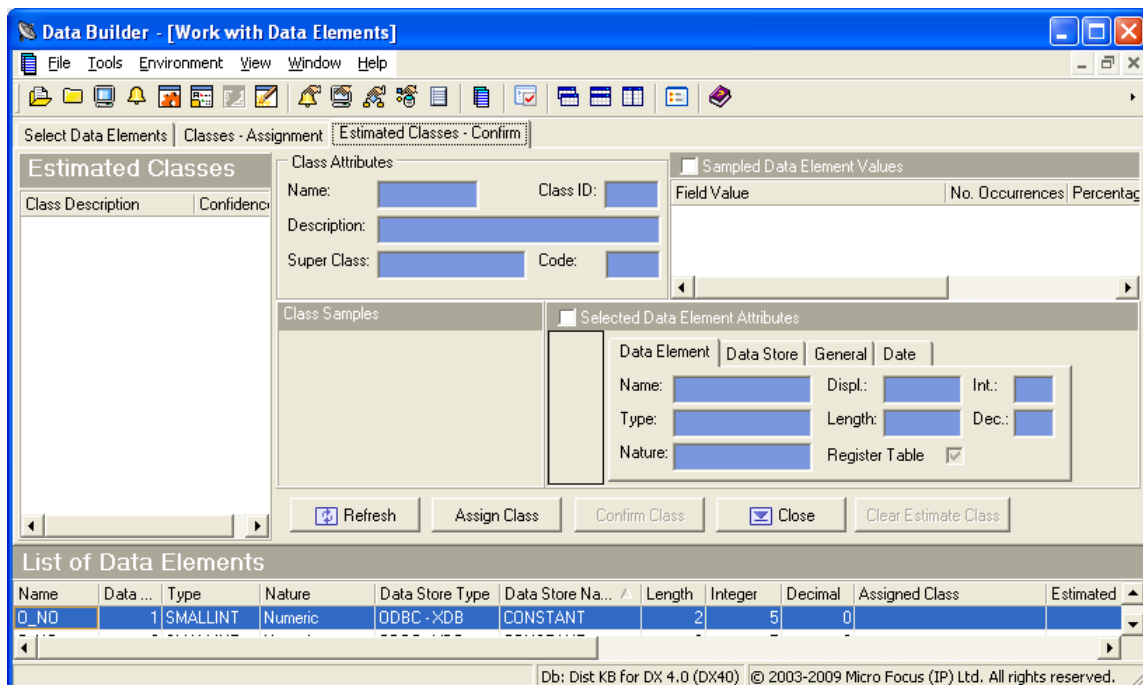 Data Builder - [Work with Data Elements]
File Tools Environment View Window Help
Select Data Elements Classes - Assignment Estimated Classes - Confirm
Estimated Classes
Class Description Confidenc
Class Attributes
Name: Class ID:
Description:
Super Class: Code:
Sampled Data Element Values
Field Value No. Occurrences Percentag
Class Samples
Selected Data Element Attributes
Data Element Data Store General Date
Name: Displ.: Int.:
Type: Length: Dec.:
Nature: Register Table
Refresh Assign Class Confirm Class Close Clear Estimate Class
List of Data Elements
Name Data ... Type Nature Data Store Type Data Store Na... Length Integer Decimal Assigned Class Estimated
O_NO 1 SMALLINT Numeric ODBC - XDB CONSTANT 2 5 0
Db: Dist KB for DX 4.0 (DX40) © 2003-2009 Micro Focus (IP) Ltd. All rights reserved.